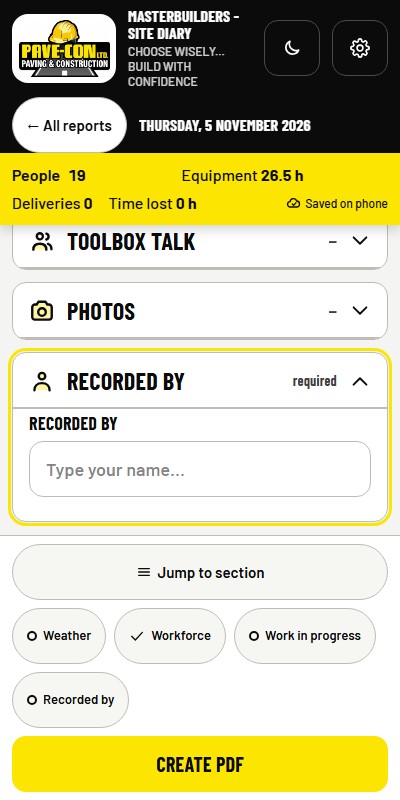 PAVE-CON LTD.
PAVING & CONSTRUCTION
MASTERBUILDERS -
SITE DIARY
CHOOSE WISELY...
BUILD WITH
CONFIDENCE
← All reports
THURSDAY, 5 NOVEMBER 2026
People 19
Equipment 26.5 h
Deliveries 0 Time lost 0 h
Saved on phone
TOOLBOX TALK –
PHOTOS –
RECORDED BY required
RECORDED BY
Type your name...
Jump to section
Weather
Workforce
Work in progress
Recorded by
CREATE PDF